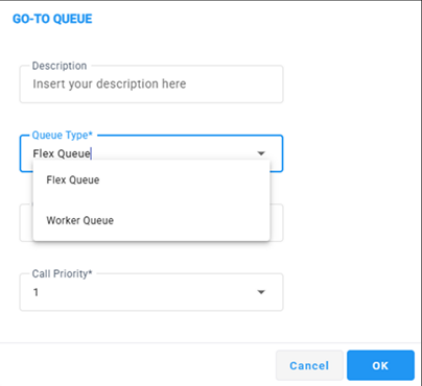 GO-TO QUEUE
Description
Insert your description here
Queue Type*
Flex Queue
Flex Queue
Worker Queue
Call Priority*
1
Cancel
OK